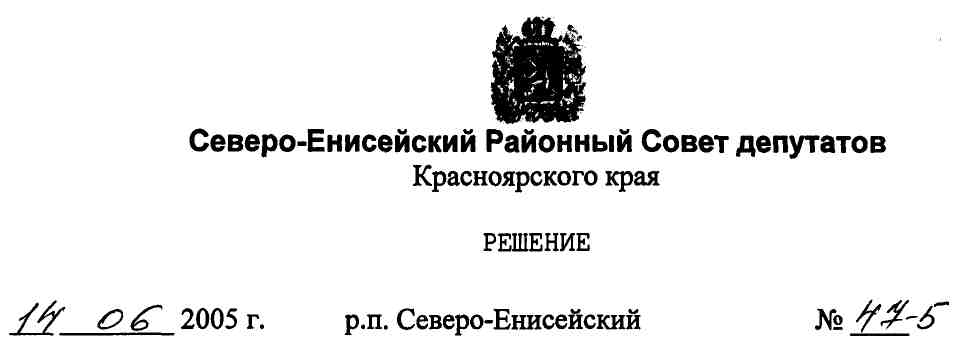 Северо-Енисейский Районный Совет депутатов
Красноярского края
РЕШЕНИЕ
14 06 2005 г. р.п. Северо-Енисейский № 47-5